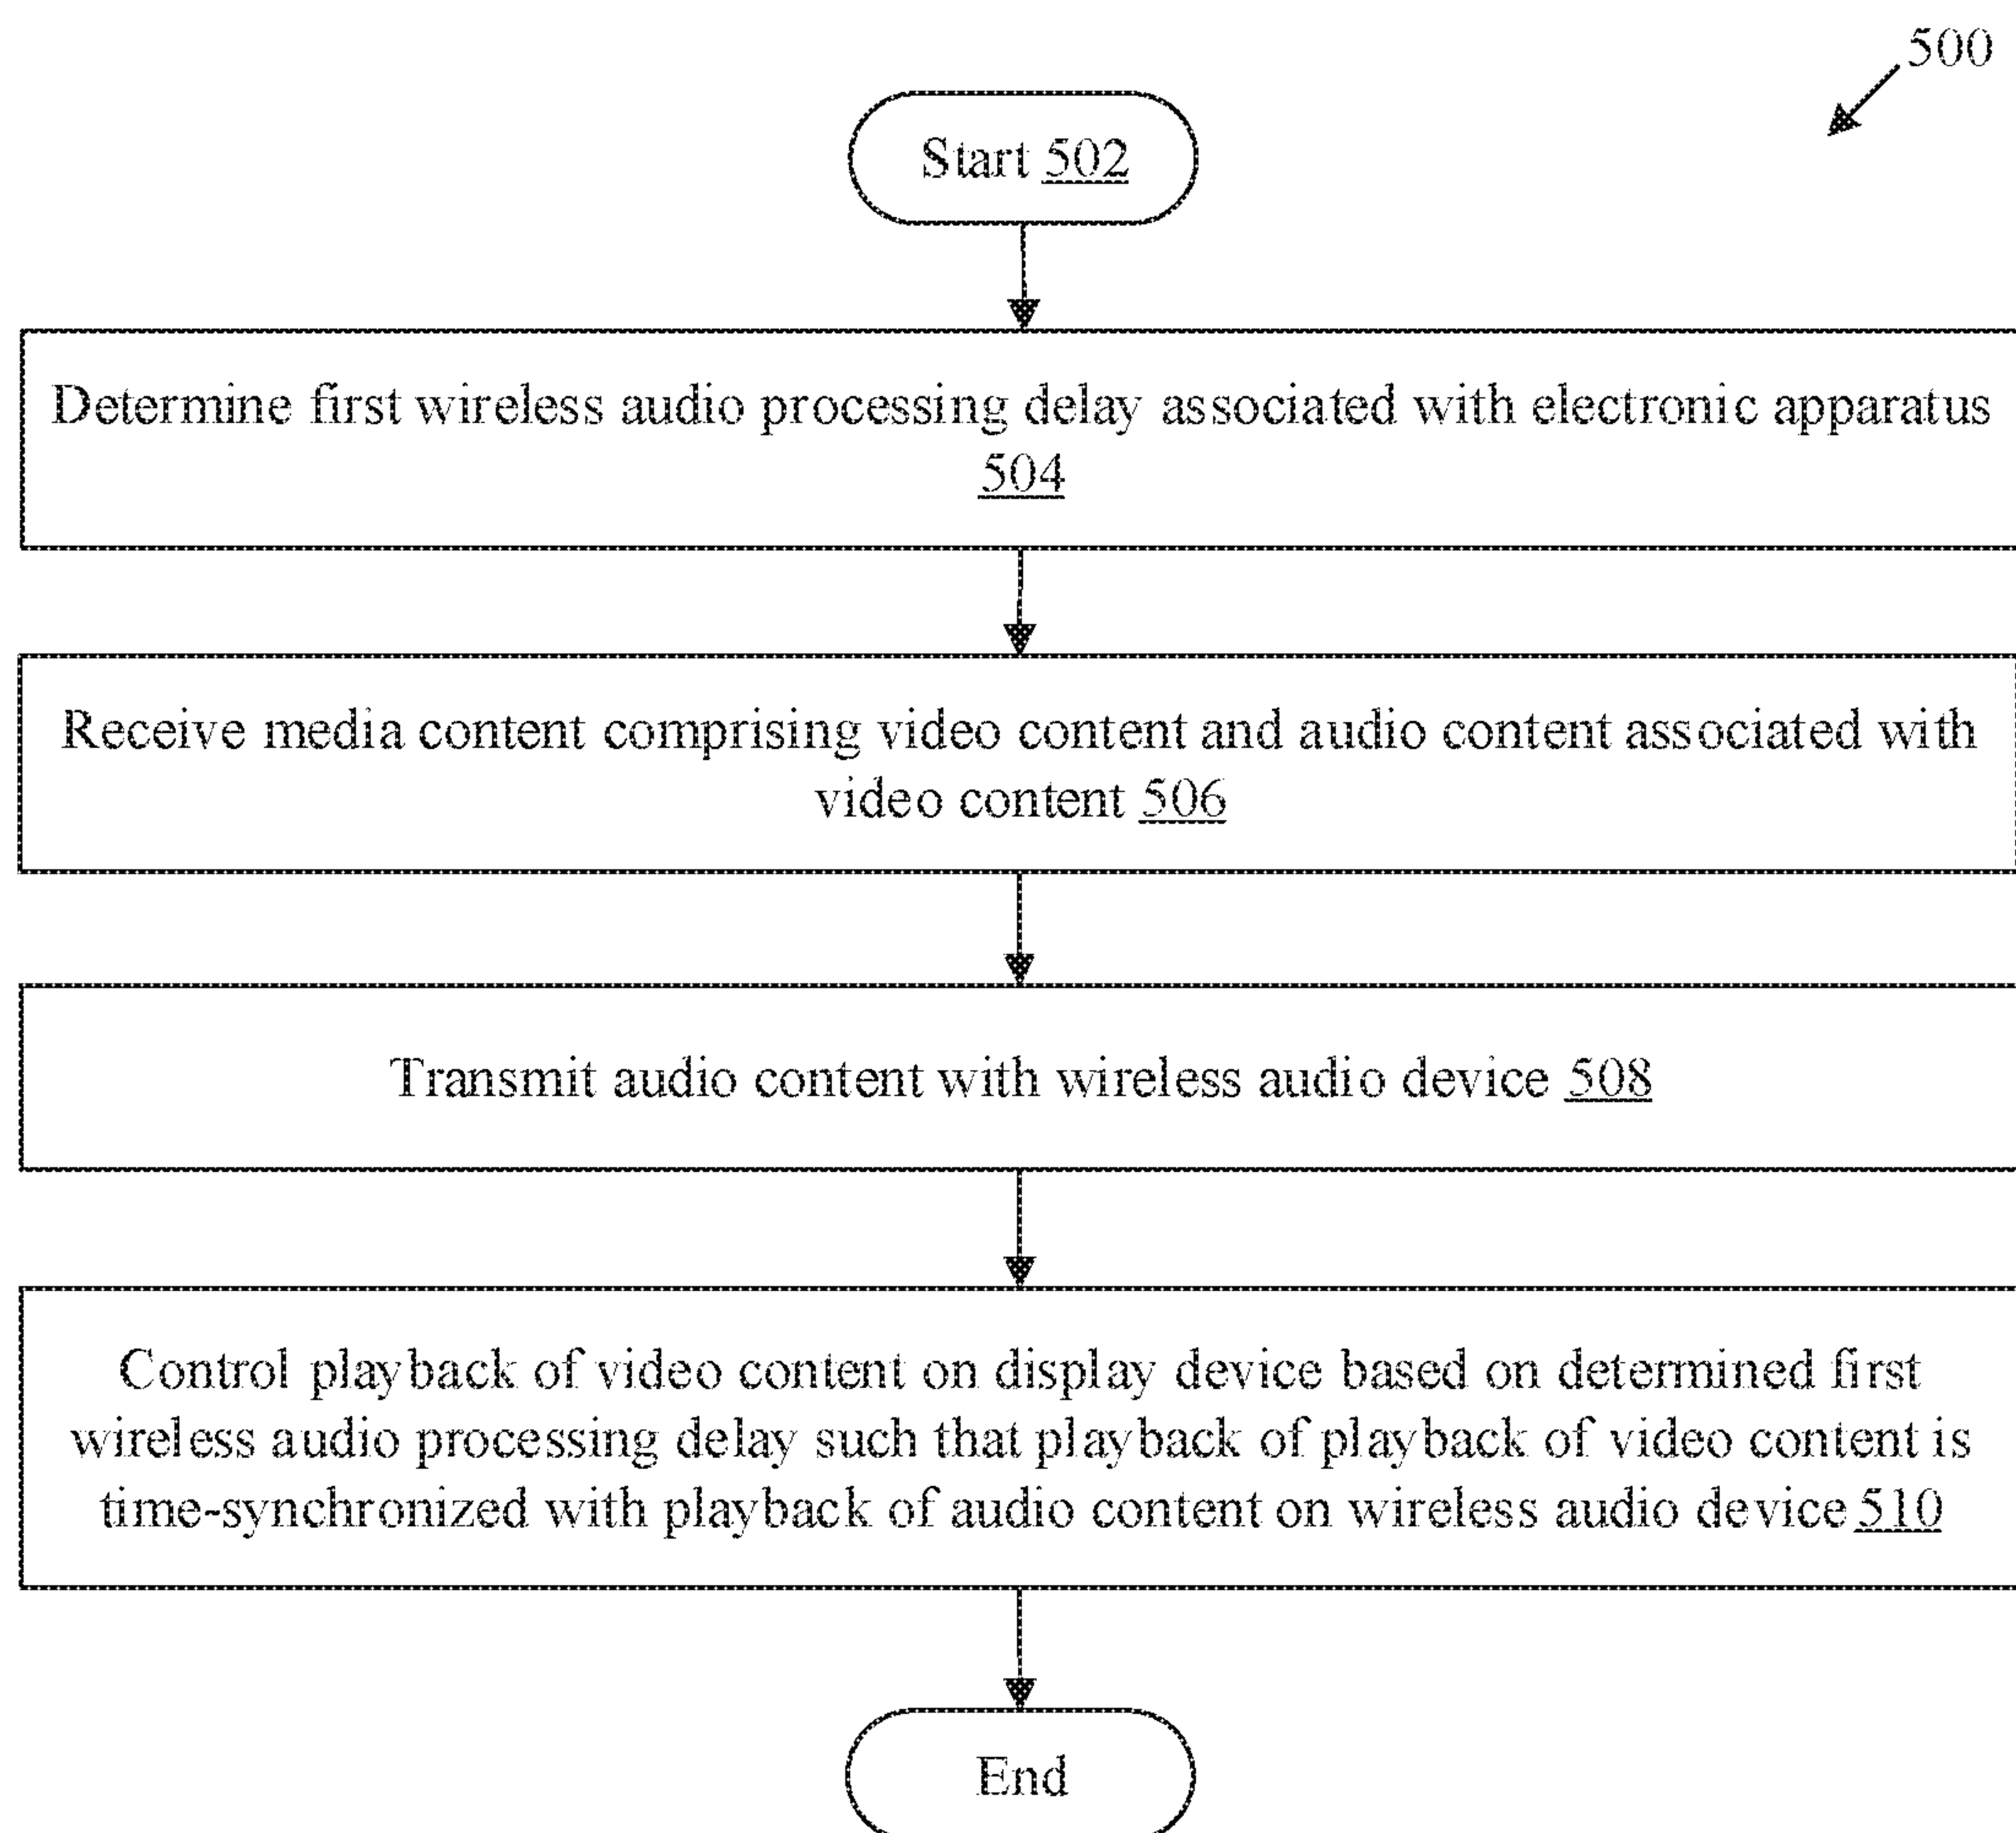 500
Start 502
Determine first wireless audio processing delay associated with electronic apparatus
504
Receive media content comprising video content and audio content associated with
video content 506
Transmit audio content with wireless audio device 508
Control playback of video content on display device based on determined first
wireless audio processing delay such that playback of playback of video content is
time-synchronized with playback of audio content on wireless audio device 510
End